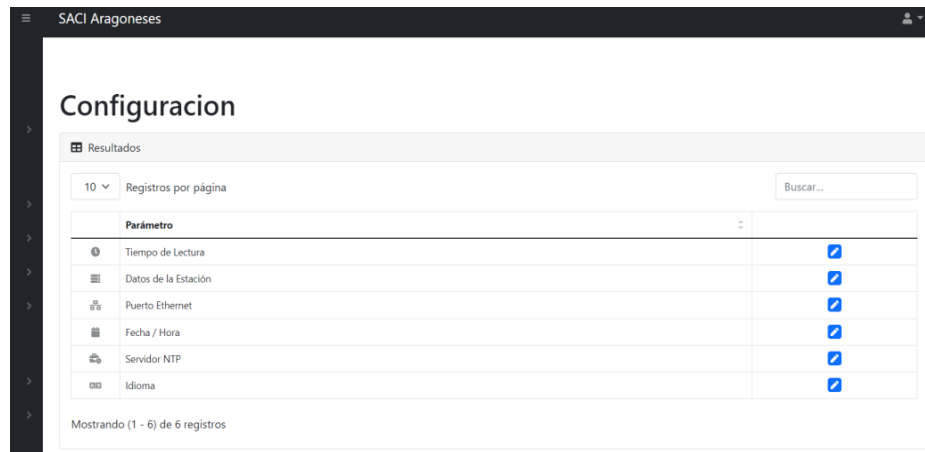 SACI Aragoneses
Configuracion
Resultados
10 Registros por página
Buscar...
Parámetro
Tiempo de Lectura
Datos de la Estación
Puerto Ethernet
Fecha / Hora
Servidor NTP
Idioma
Mostrando (1 - 6) de 6 registros